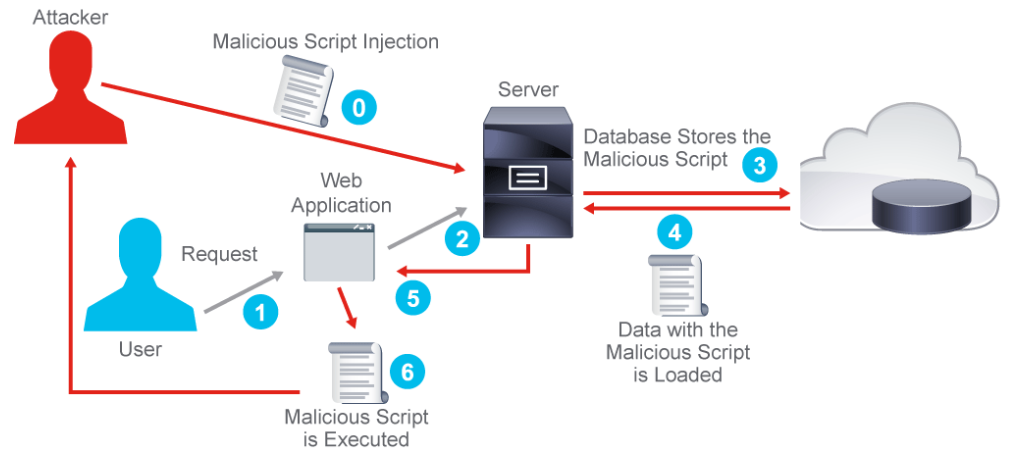 Attacker
Malicious Script Injection
0
Server
Database Stores the
Malicious Script
3
Web
Application
2
4
Request
1
5
User
Data with the
Malicious Script
is Loaded
6
Malicious Script
is Executed